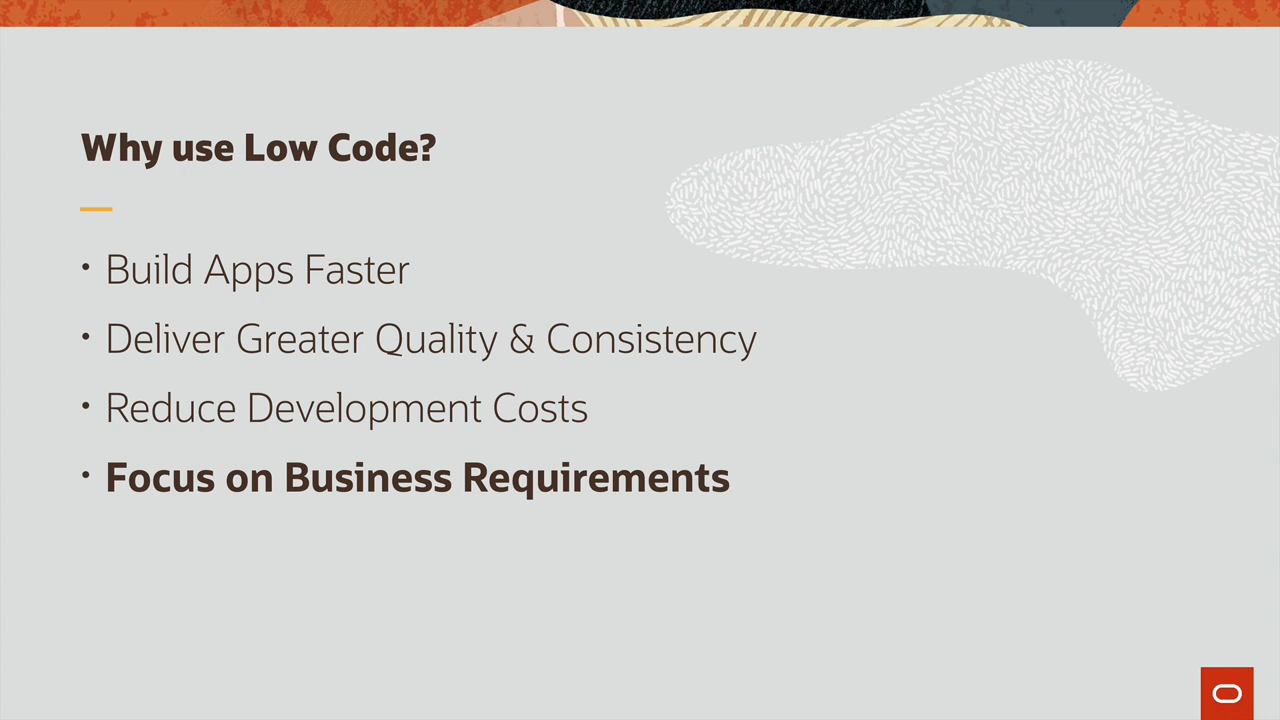 Why use Low Code?
• Build Apps Faster
• Deliver Greater Quality & Consistency
• Reduce Development Costs
• Focus on Business Requirements